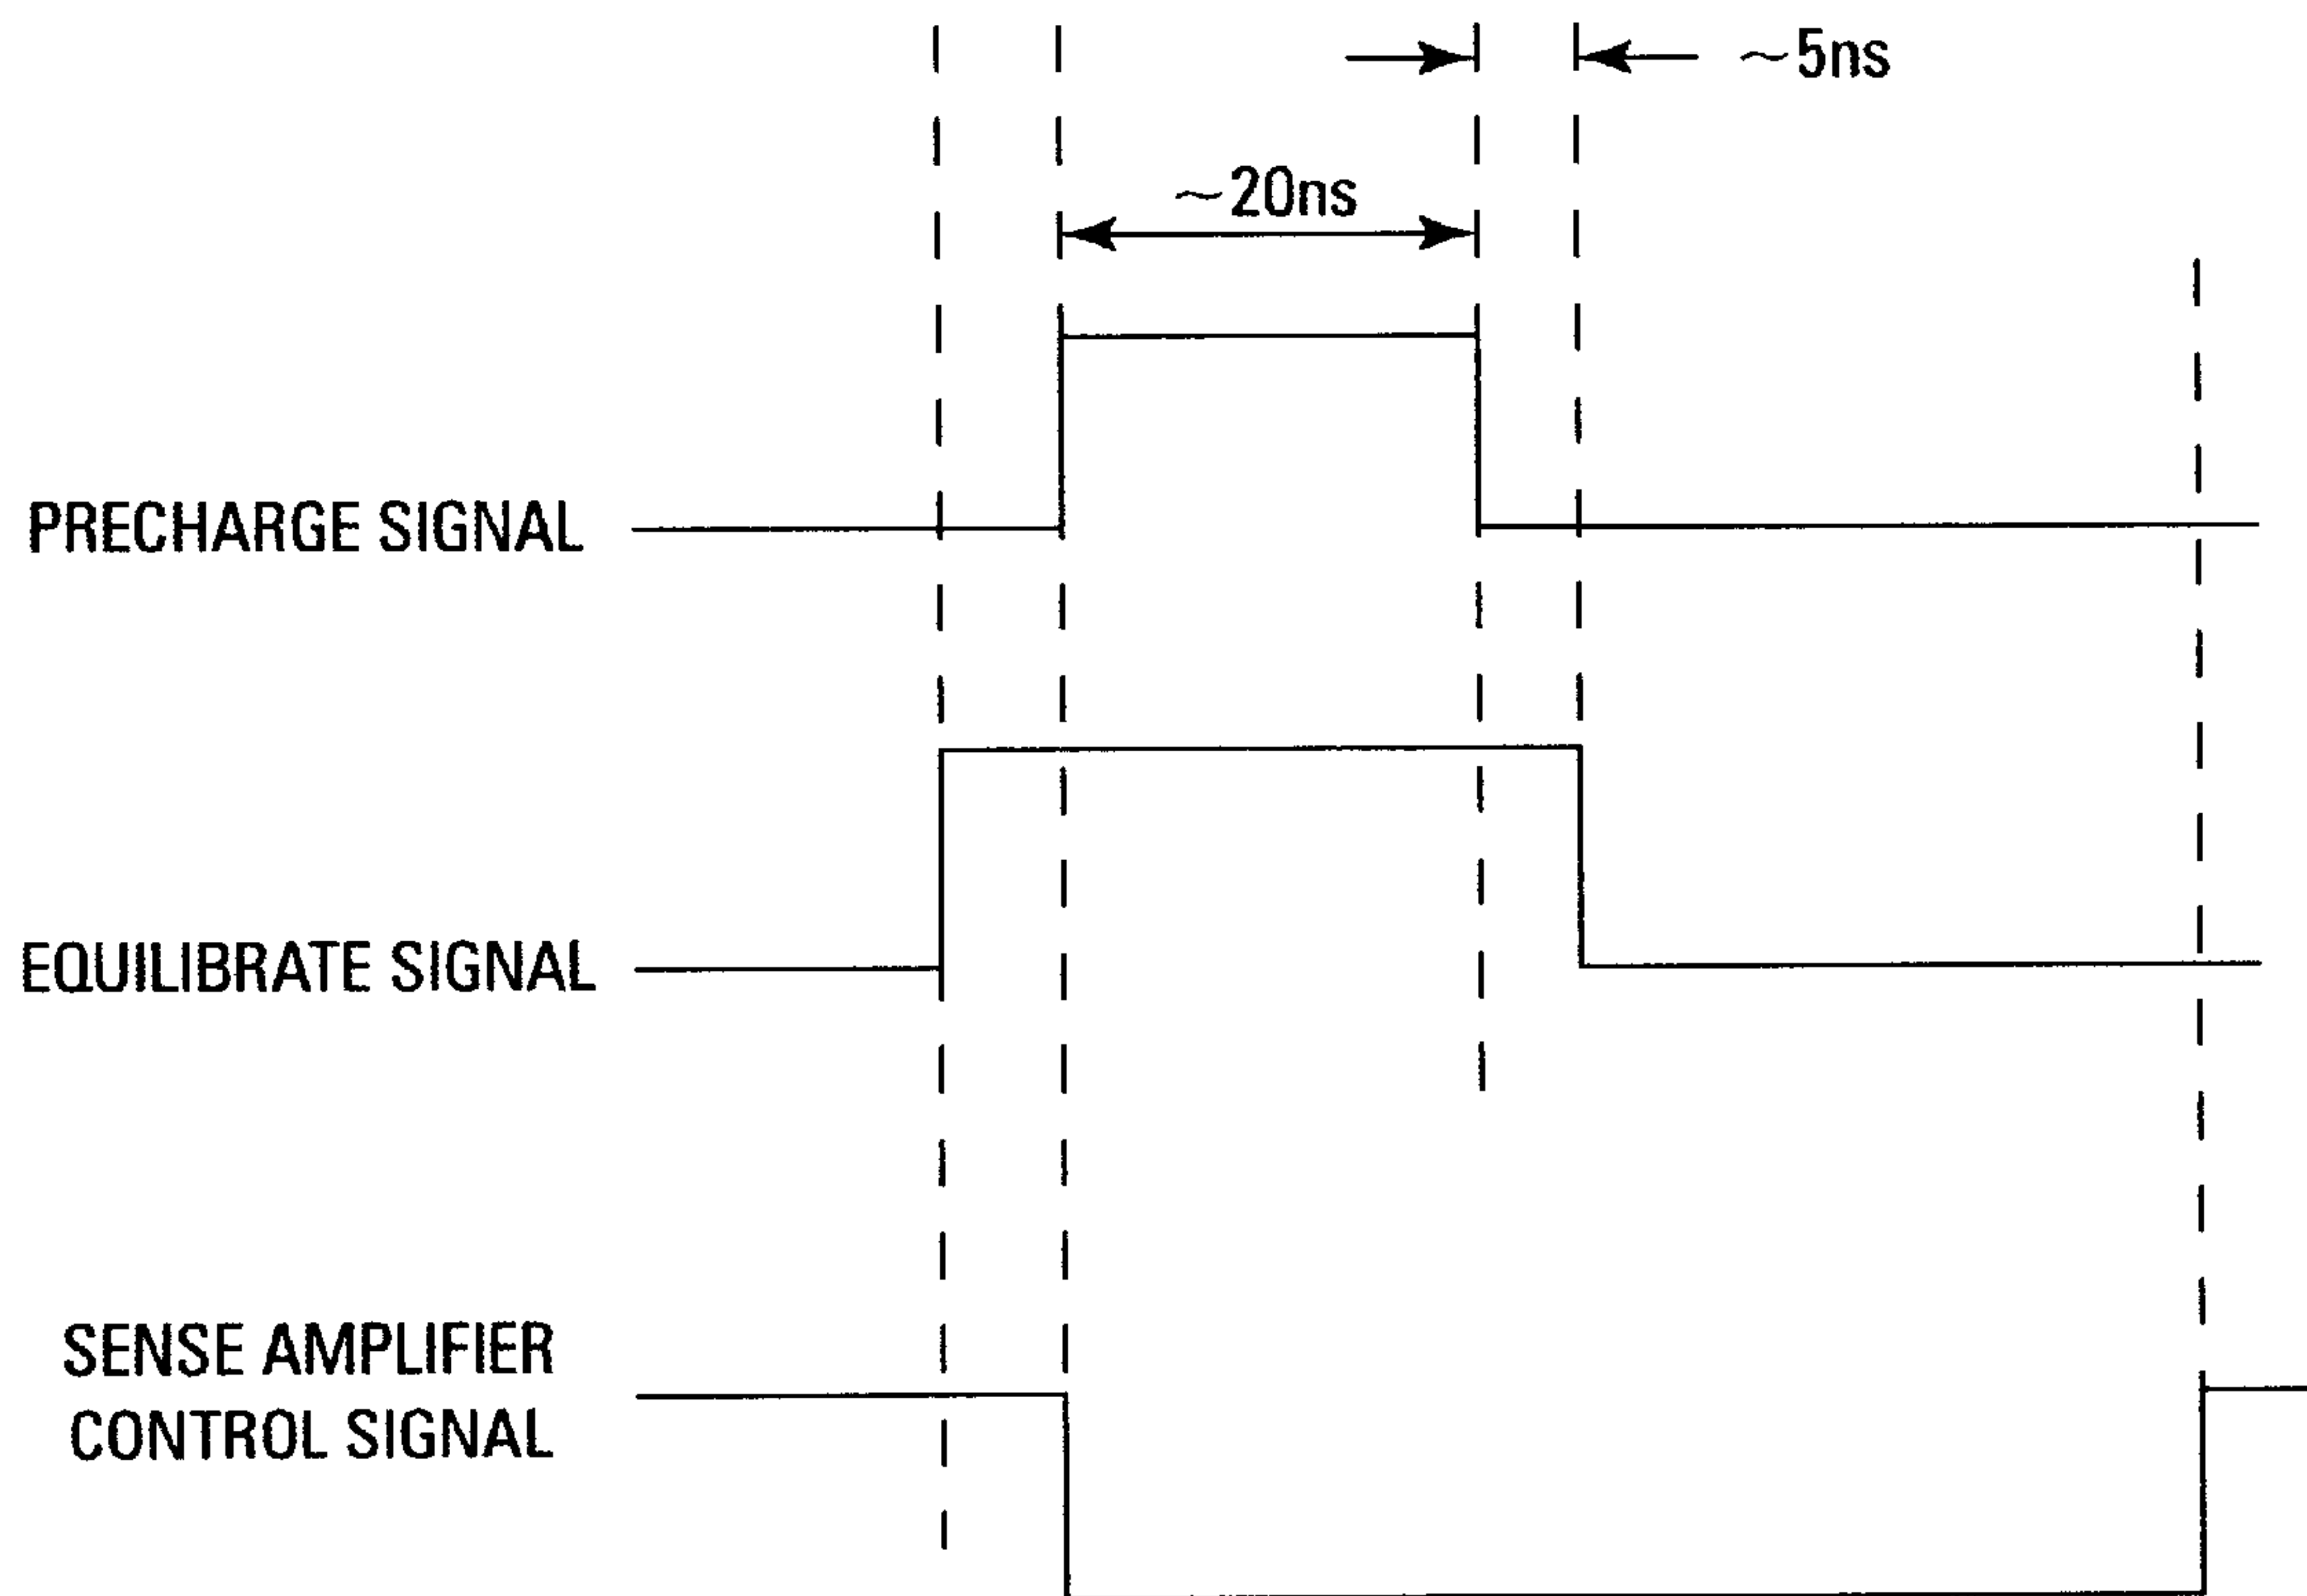 ~5ns
~20ns
PRECHARGE SIGNAL
EQUILIBRATE SIGNAL
SENSE AMPLIFIER
CONTROL SIGNAL